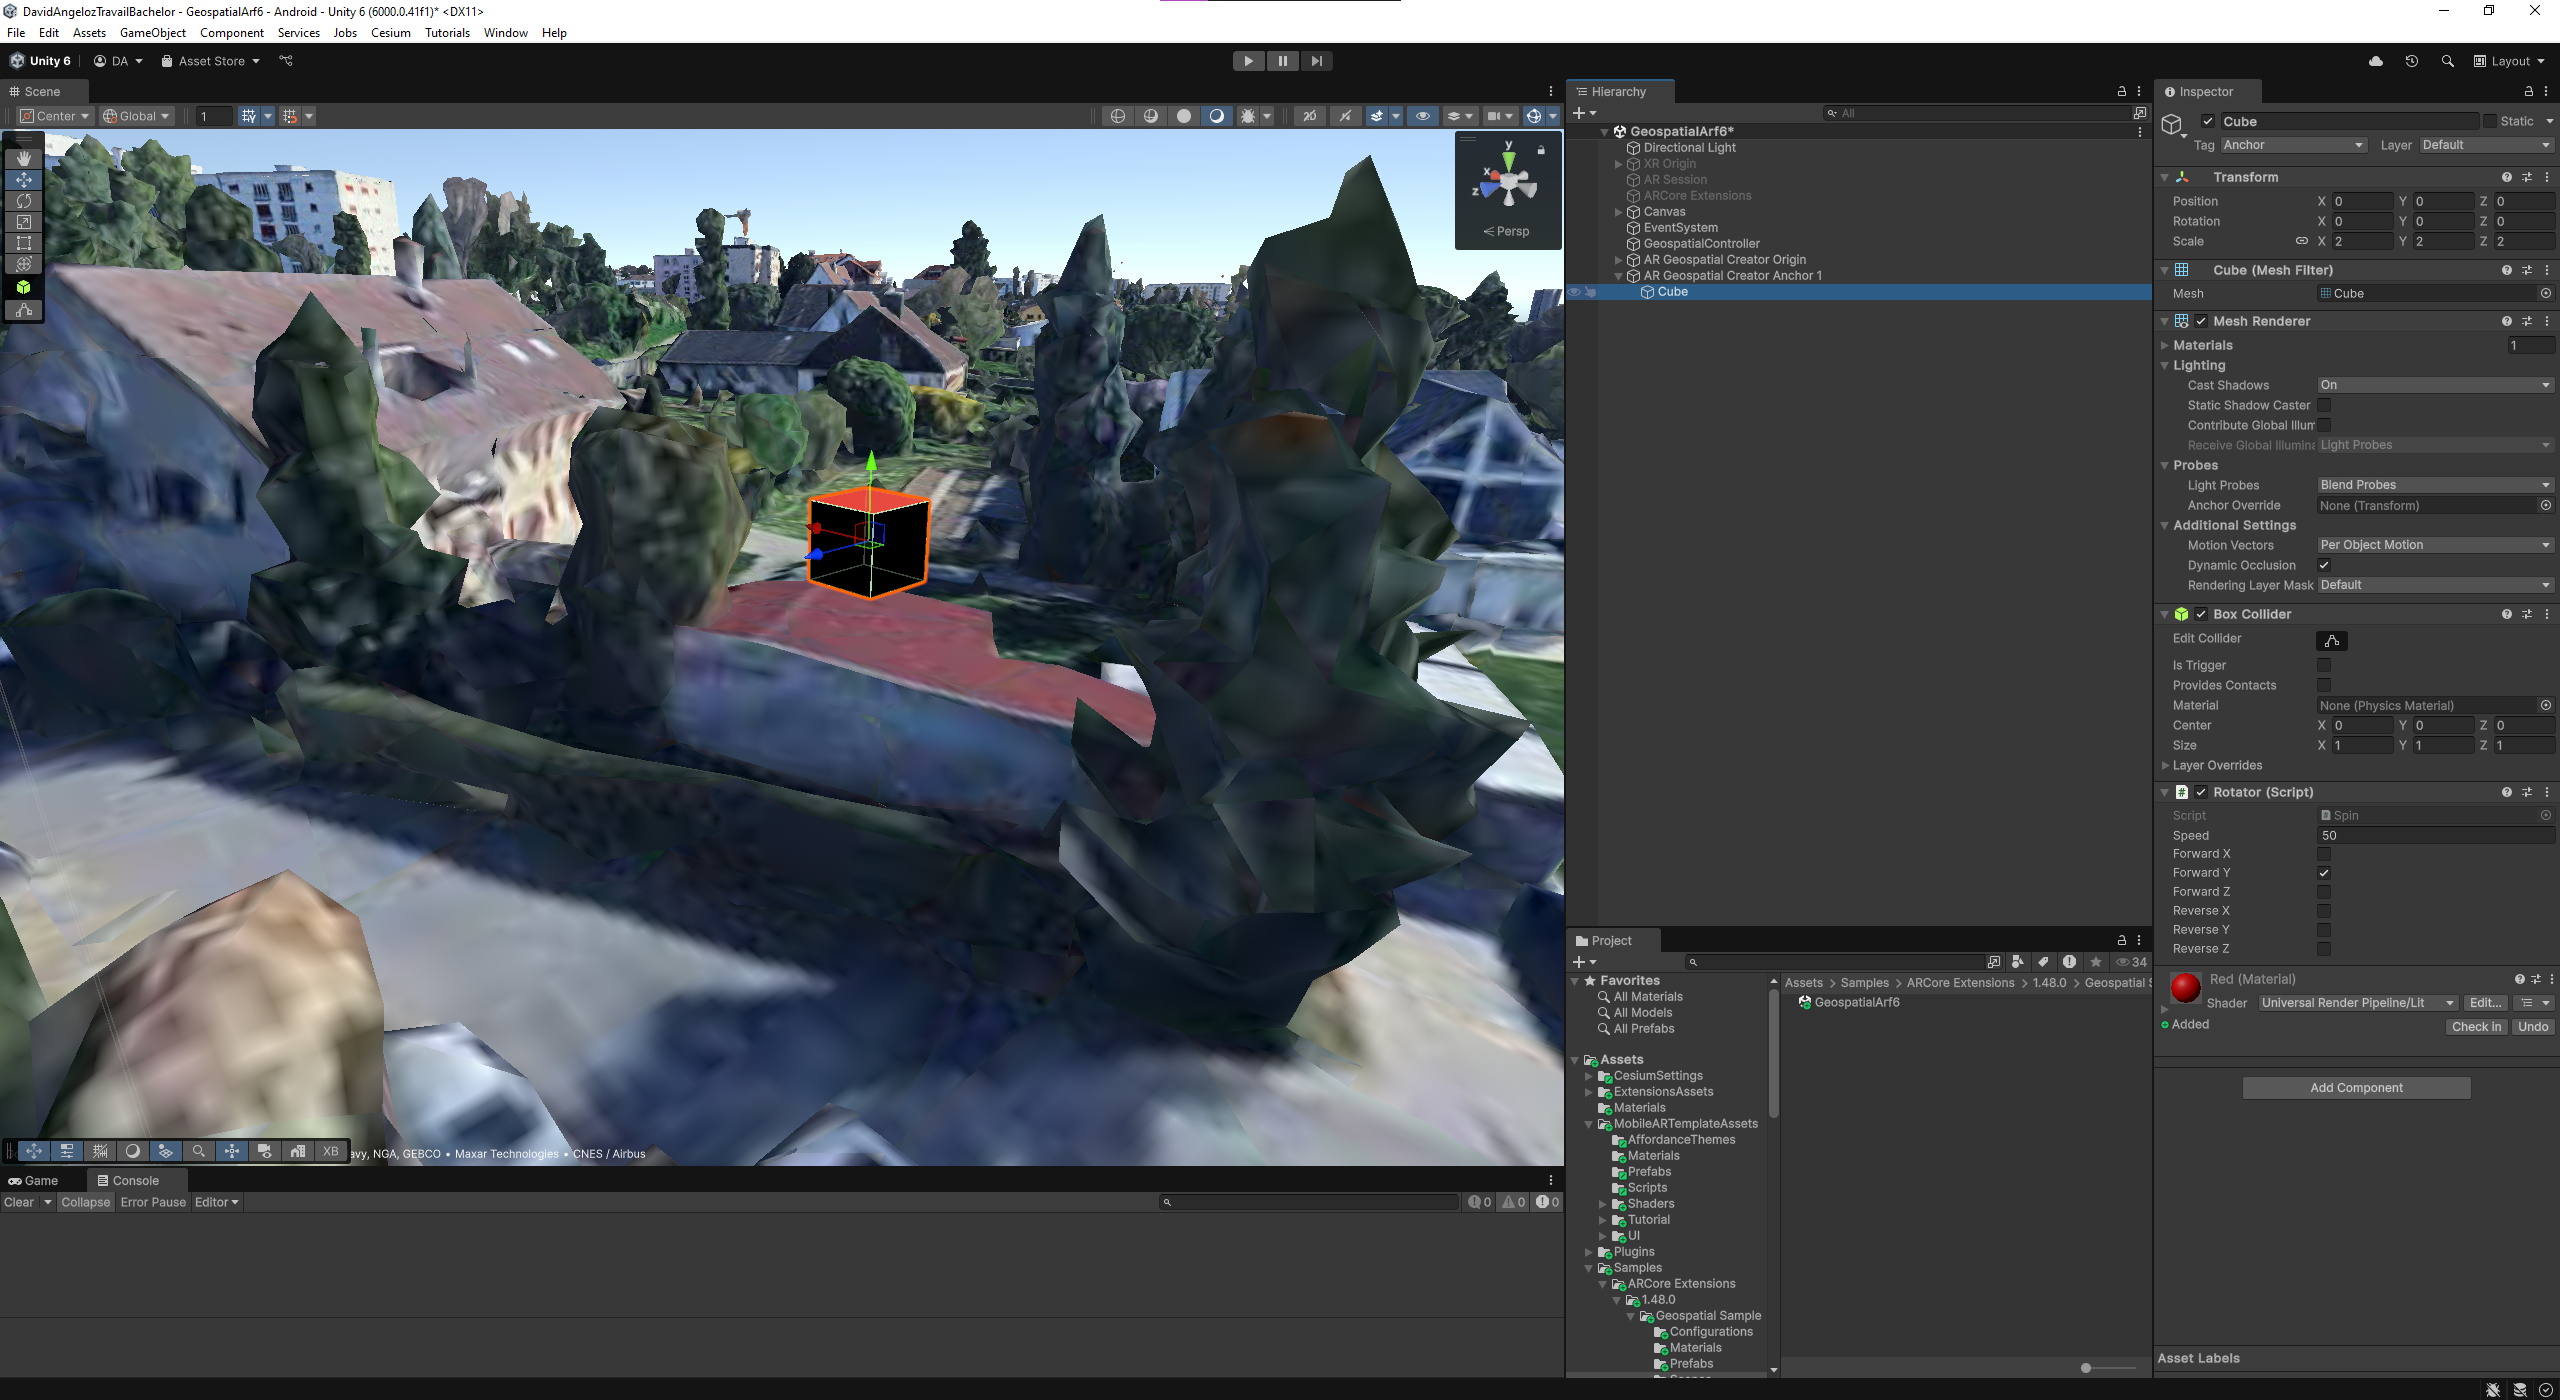 DavidAngelozTravailBachelor - GeospatialArf6 - Android - Unity 6 (6000.0.41f1)* <DX11>
File Edit Assets GameObject Component Services Jobs Cesium Tutorials Window Help
Unity 6 DA Asset Store Layout
Scene
Center Global 1 2D
y
x
z
Persp
XB
avy, NGA, GEBCO • Maxar Technologies • CNES / Airbus
Game Console
Clear Collapse Error Pause Editor 0 0 0
Hierarchy
All
GeospatialArf6*
Directional Light
XR Origin
AR Session
ARCore Extensions
Canvas
EventSystem
GeospatialController
AR Geospatial Creator Origin
AR Geospatial Creator Anchor 1
Cube
Project
34
Favorites
All Materials
All Models
All Prefabs
Assets
CesiumSettings
ExtensionsAssets
Materials
MobileARTemplateAssets
AffordanceThemes
Materials
Prefabs
Scripts
Shaders
Tutorial
UI
Plugins
Samples
ARCore Extensions
1.48.0
Geospatial Sample
Configurations
Materials
Prefabs
Assets > Samples > ARCore Extensions > 1.48.0 > Geospatial S
GeospatialArf6
Inspector
Cube Static
Tag Anchor Layer Default
Transform
Position X 0 Y 0 Z 0
Rotation X 0 Y 0 Z 0
Scale X 2 Y 2 Z 2
Cube (Mesh Filter)
Mesh Cube
Mesh Renderer
Materials 1
Lighting
Cast Shadows On
Static Shadow Caster
Contribute Global Illum
Receive Global Illumina Light Probes
Probes
Light Probes Blend Probes
Anchor Override None (Transform)
Additional Settings
Motion Vectors Per Object Motion
Dynamic Occlusion
Rendering Layer Mask Default
Box Collider
Edit Collider
Is Trigger
Provides Contacts
Material None (Physics Material)
Center X 0 Y 0 Z 0
Size X 1 Y 1 Z 1
Layer Overrides
Rotator (Script)
Script Spin
Speed 50
Forward X
Forward Y
Forward Z
Reverse X
Reverse Y
Reverse Z
Red (Material)
Shader Universal Render Pipeline/Lit Edit...
Added Check in Undo
Add Component
Asset Labels